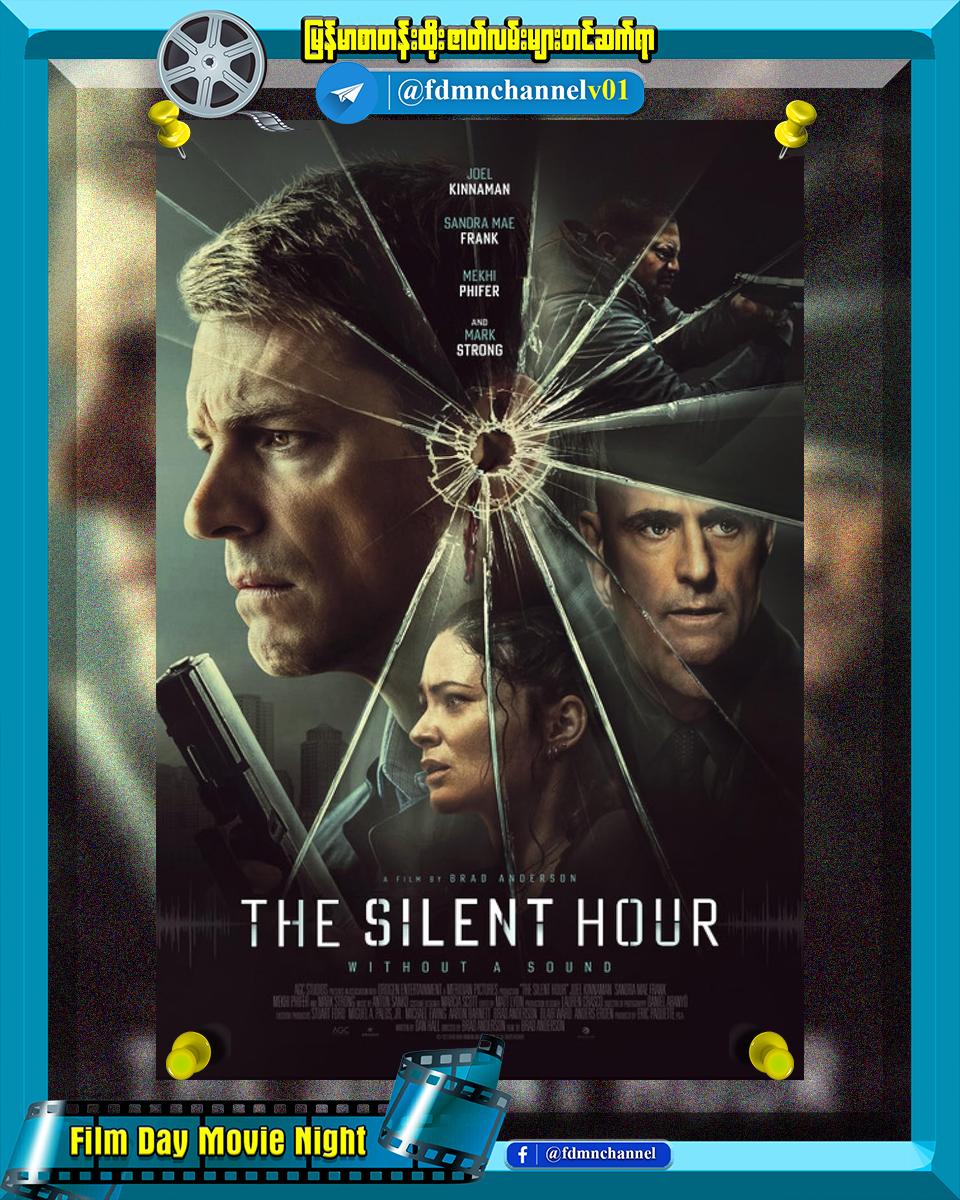 မြန်မာစာတန်းထိုးဇာတ်လမ်းများတင်ဆက်ရာ
@fdmnchannelv01
JOEL
KINNAMAN
SANDRA MAE
FRANK
MEKHI
PHIFER
AND
MARK
STRONG
A FILM BY BRAD ANDERSON
THE SILENT HOUR
WITHOUT A SOUND
Film Day Movie Night
f @fdmnchannel